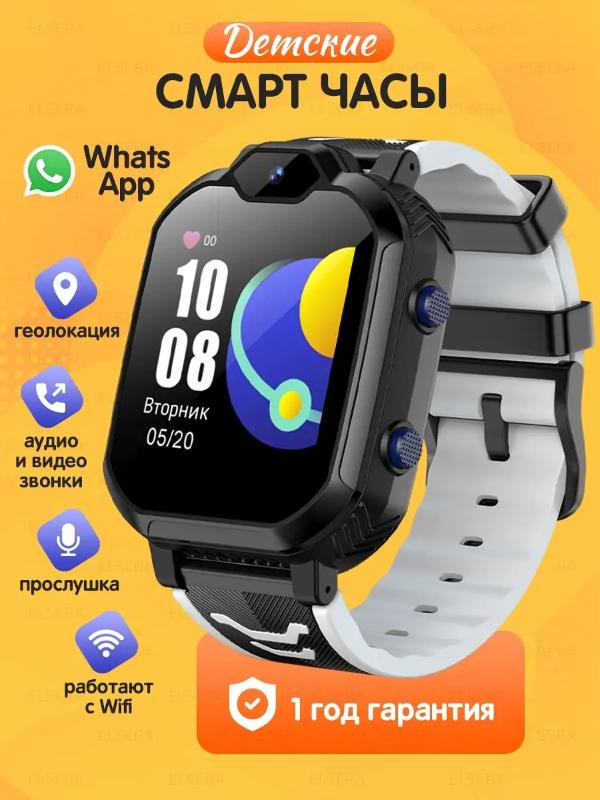 Детские
СМАРТ ЧАСЫ
Whats
App
геолокация
аудио
и видео
звонки
прослушка
работают
с Wifi
00
10
08
Вторник
05/20
1 год гарантия
ELSERA